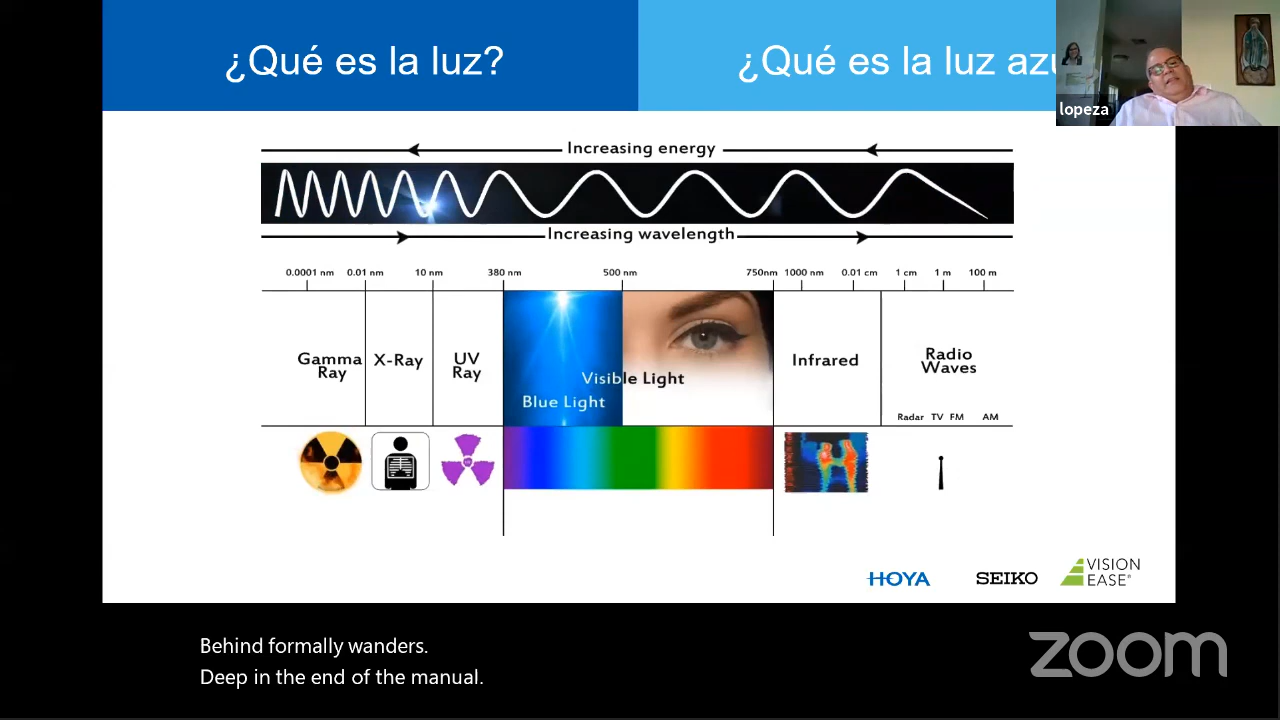 ¿Qué es la luz?
¿Qué es la luz azu
lopeza
Increasing energy
Increasing wavelength
0.0001 nm 0.01 nm 10 nm 380 nm 500 nm 750nm 1000 nm 0.01 cm 1 cm 1 m 100 m
Gamma
Ray
X-Ray
UV
Ray
Visible Light
Blue Light
Infrared
Radio
Waves
Radar TV FM AM
HOYA
SEIKO
VISION
EASE®
Behind formally wanders.
Deep in the end of the manual.
zoom